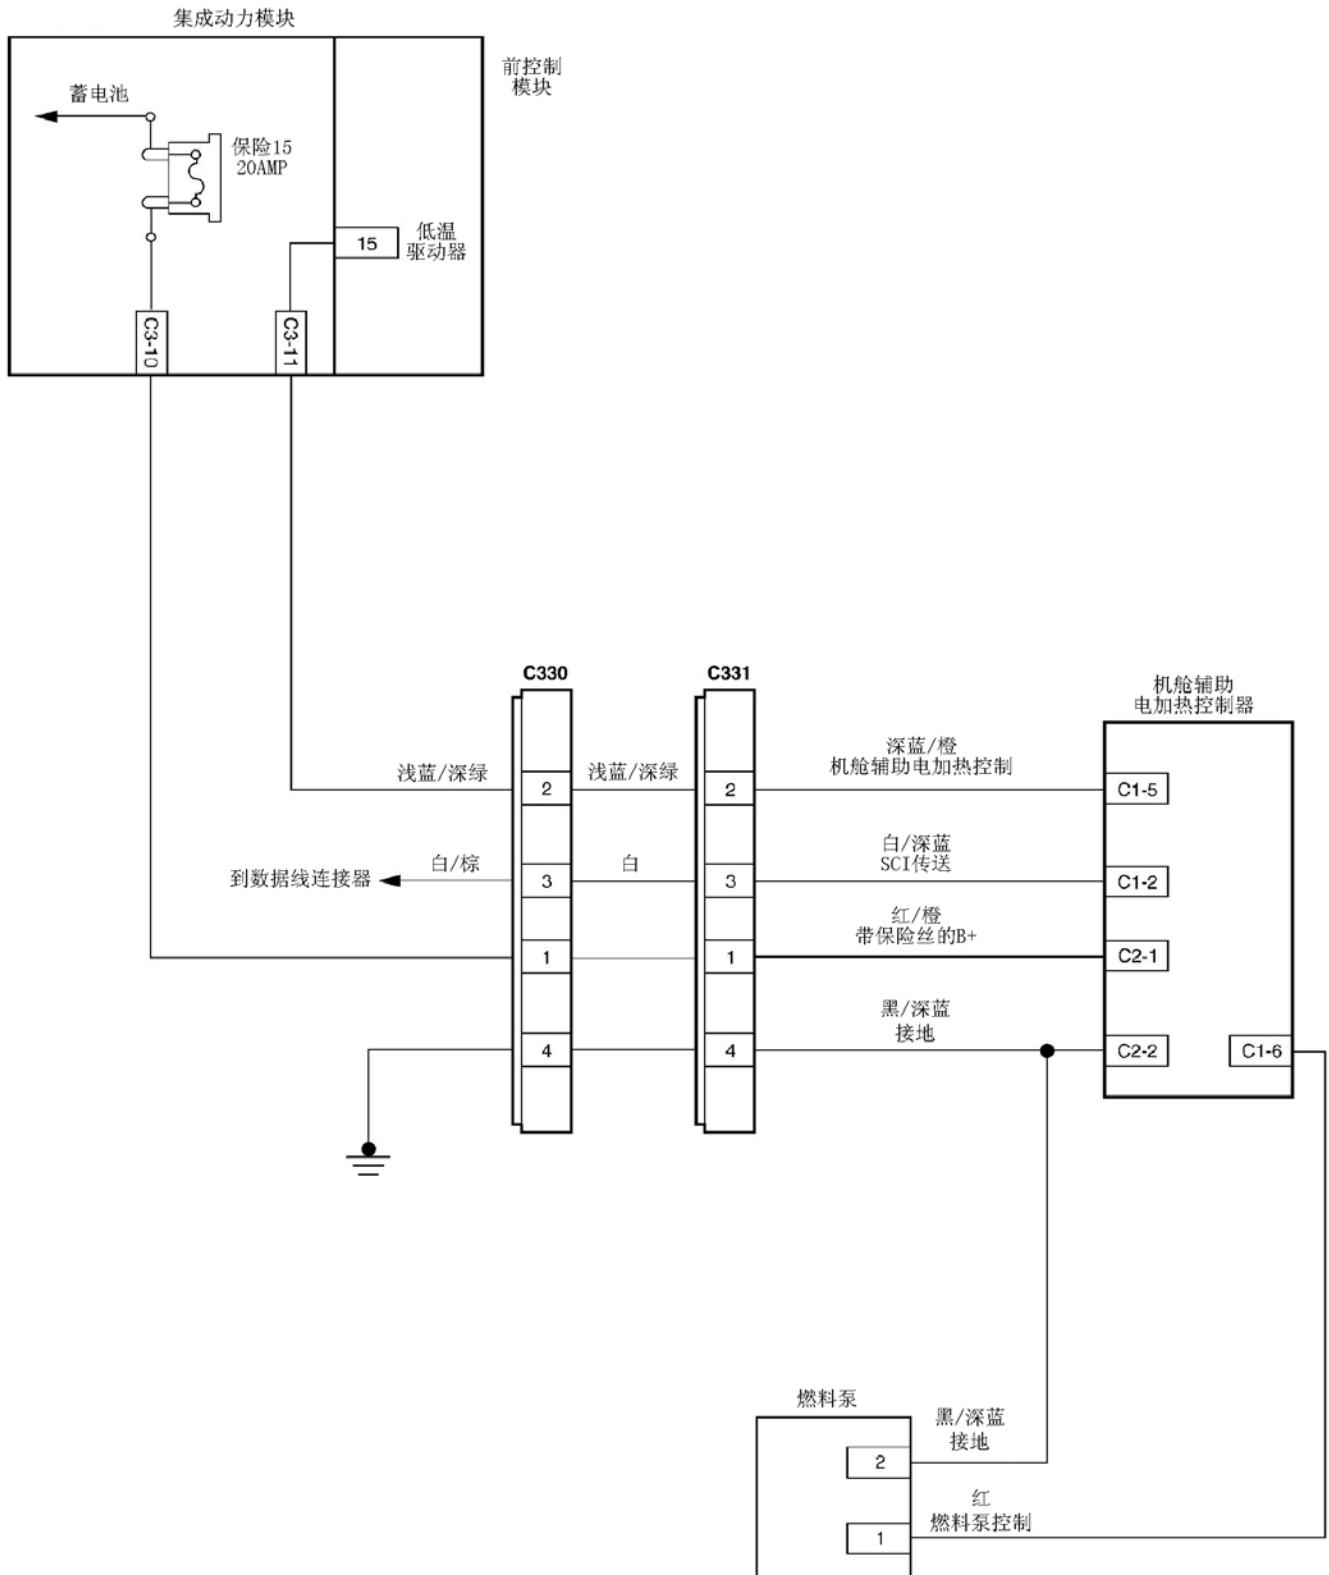 集成动力模块
前控制
模块
蓄电池
保险15
20AMP
15
低温
驱动器
C3-10
C3-11
C330
C331
机舱辅助
电加热控制器
浅蓝/深绿
2
浅蓝/深绿
2
深蓝/橙
机舱辅助电加热控制
C1-5
到数据线连接器
白/棕
3
白
3
白/深蓝
SCI传送
C1-2
1
1
红/橙
带保险丝的B+
C2-1
4
4
黑/深蓝
接地
C2-2
C1-6
燃料泵
2
黑/深蓝
接地
1
红
燃料泵控制